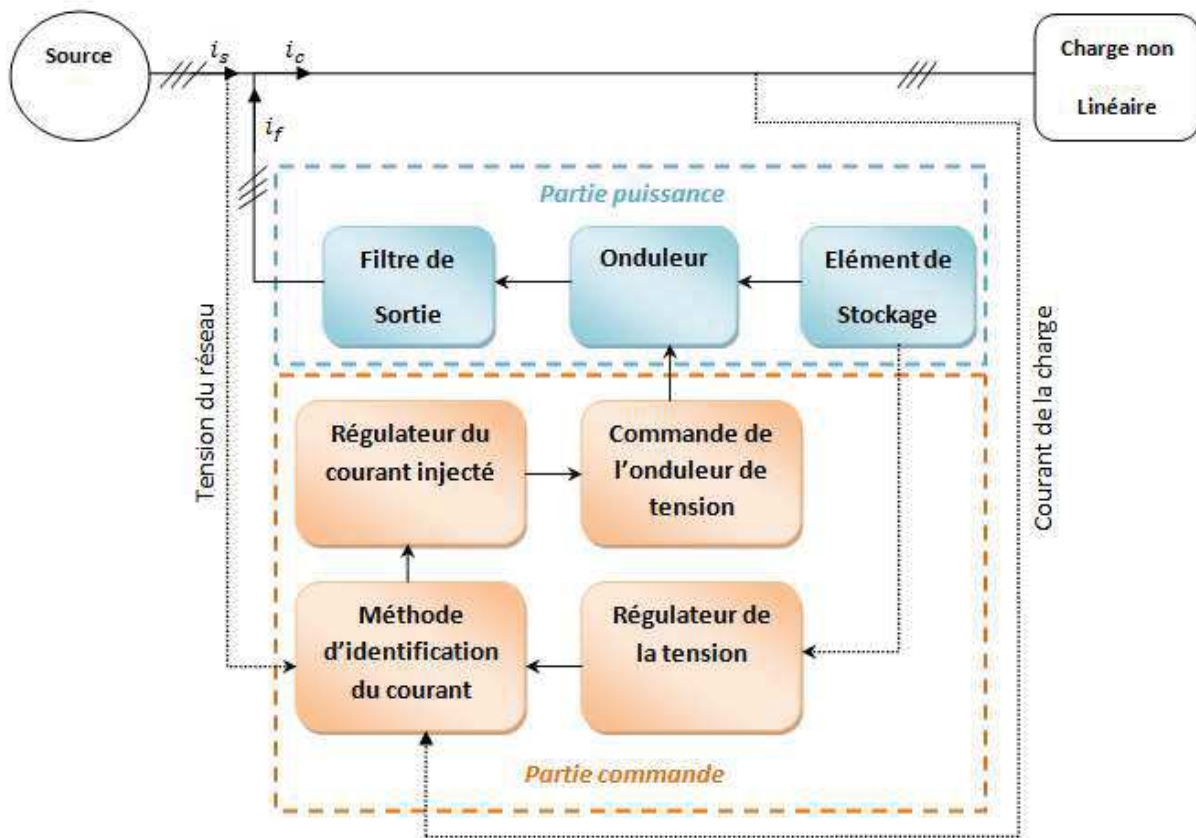 Source
i_s
i_c
Charge non
Linéaire
i_f
Partie puissance
Filtre de
Sortie
Onduleur
Elément de
Stockage
Tension du réseau
Courant de la charge
Régulateur du
courant injecté
Commande de
l’onduleur de
tension
Méthode
d’identification
du courant
Régulateur de
la tension
Partie commande